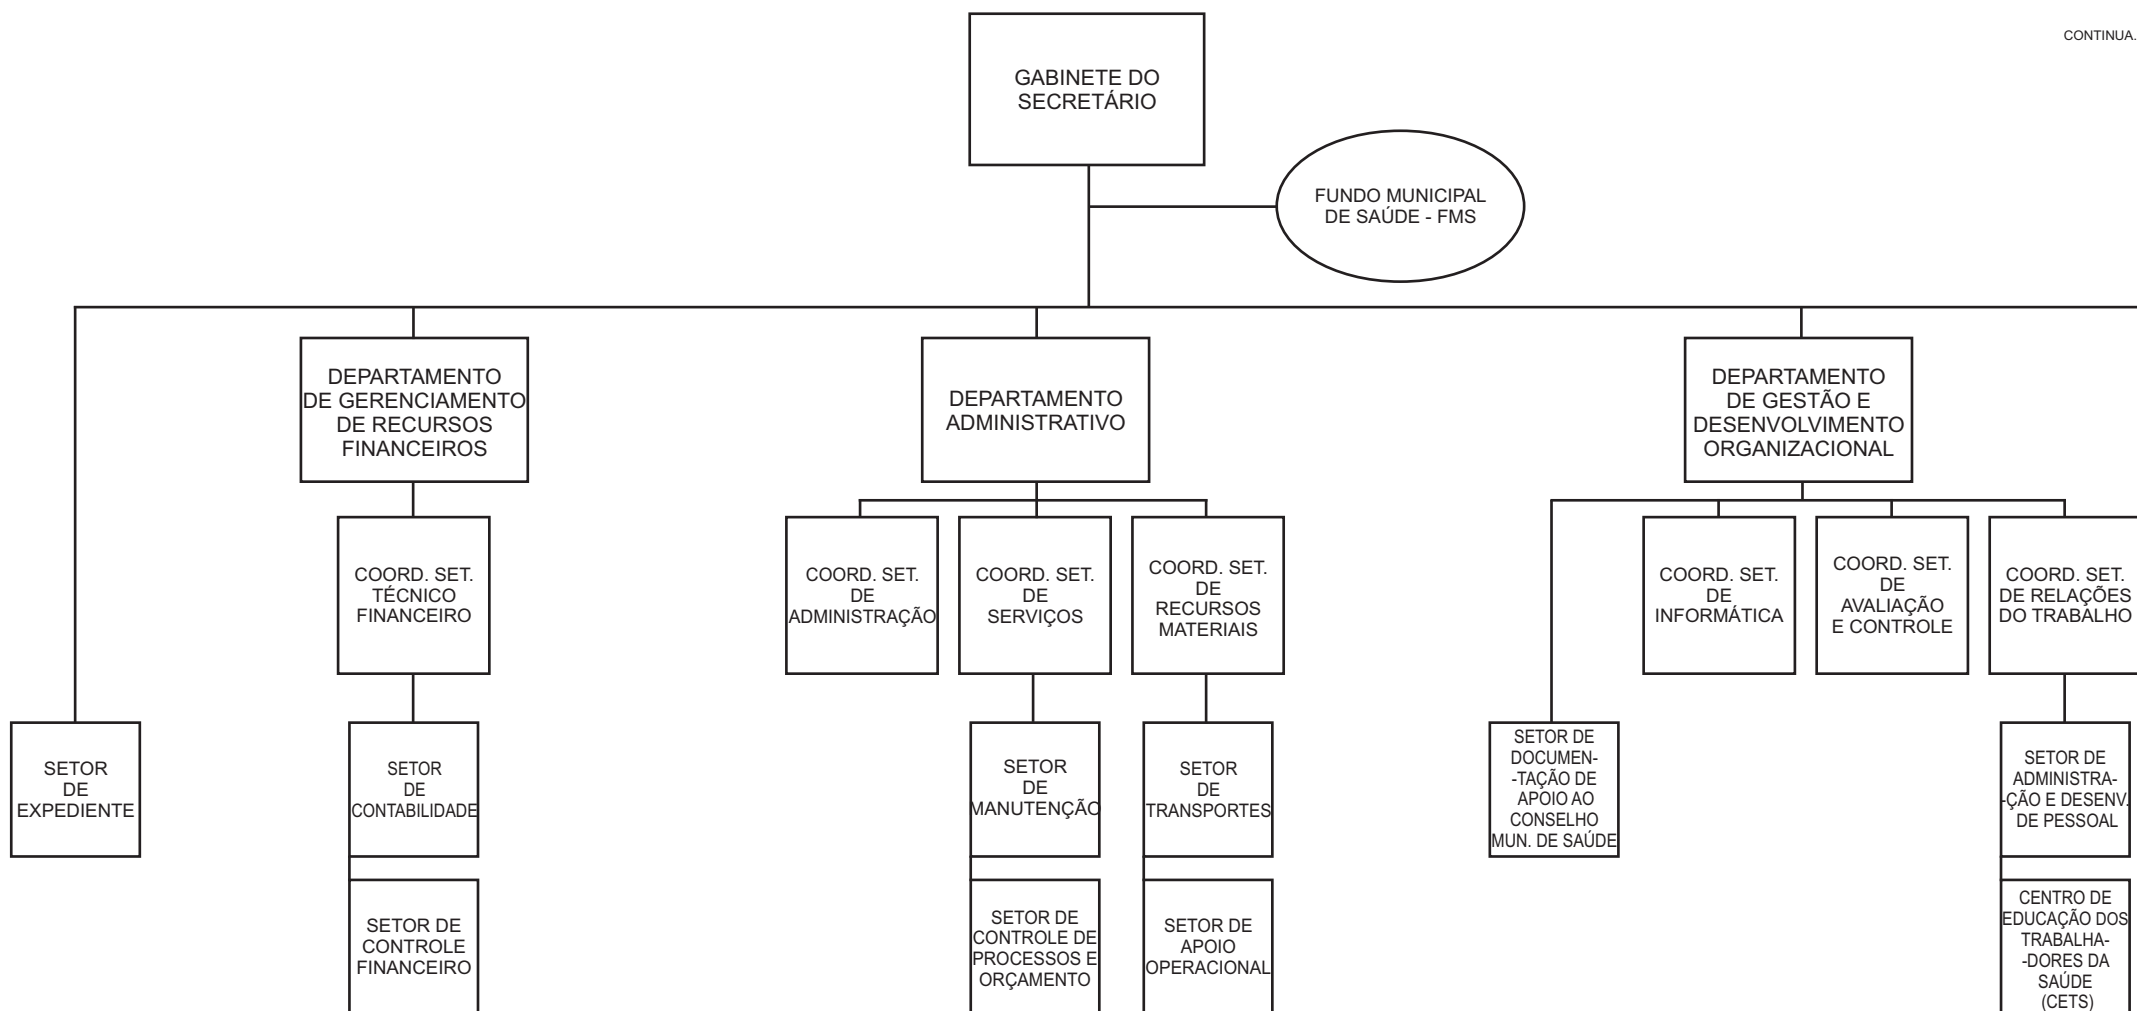 CONTINUA.
GABINETE DO
SECRETÁRIO
FUNDO MUNICIPAL
DE SAÚDE - FMS
DEPARTAMENTO
DE GERENCIAMENTO
DE RECURSOS
FINANCEIROS
DEPARTAMENTO
ADMINISTRATIVO
DEPARTAMENTO
DE GESTÃO E
DESENVOLVIMENTO
ORGANIZACIONAL
COORD. SET.
TÉCNICO
FINANCEIRO
COORD. SET.
DE
ADMINISTRAÇÃO
COORD. SET.
DE
SERVIÇOS
COORD. SET.
DE
RECURSOS
MATERIAIS
COORD. SET.
DE
INFORMÁTICA
COORD. SET.
DE
AVALIAÇÃO
E CONTROLE
COORD. SET.
DE RELAÇÕES
DO TRABALHO
SETOR
DE
EXPEDIENTE
SETOR
DE
CONTABILIDADE
SETOR
DE
MANUTENÇÃO
SETOR
DE
TRANSPORTES
SETOR DE
DOCUMEN-
-TAÇÃO DE
APOIO AO
CONSELHO
MUN. DE SAÚDE
SETOR DE
ADMINISTRA-
-ÇÃO E DESENV.
DE PESSOAL
SETOR DE
CONTROLE
FINANCEIRO
SETOR DE
CONTROLE DE
PROCESSOS E
ORÇAMENTO
SETOR DE
APOIO
OPERACIONAL
CENTRO DE
EDUCAÇÃO DOS
TRABALHA-
-DORES DA
SAÚDE
(CETS)